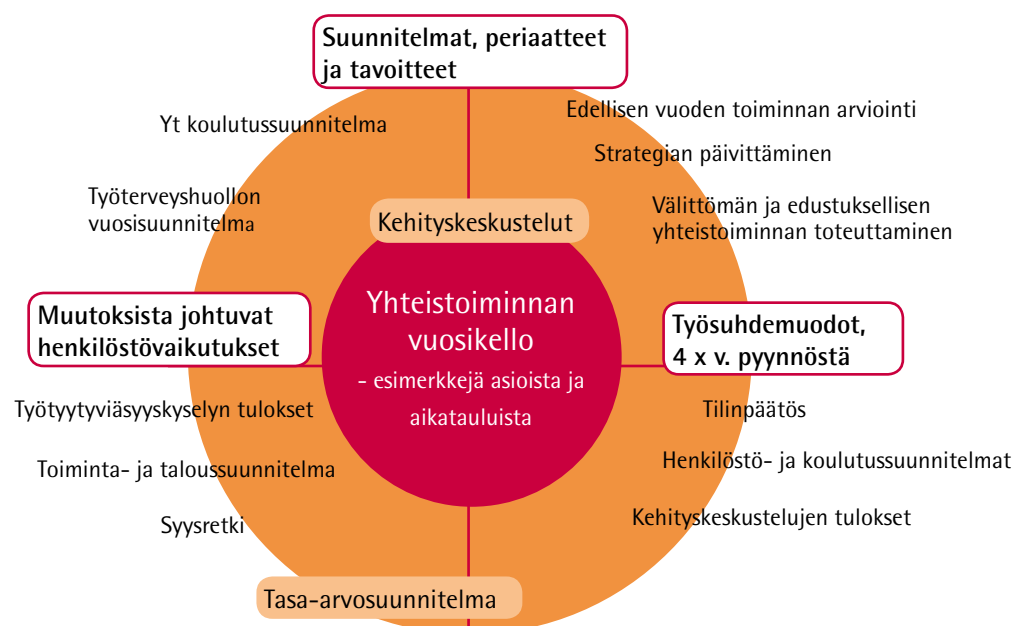 Suunnitelmat, periaatteet
ja tavoitteet
Edellisen vuoden toiminnan arviointi
Yt koulutussuunnitelma
Strategian päivittäminen
Työterveyshuollon
vuosisuunnitelma
Välittömän ja edustuksellisen
yhteistoiminnan toteuttaminen
Kehityskeskustelut
Muutoksista johtuvat
henkilöstövaikutukset
Yhteistoiminnan
vuosikello
- esimerkkejä asioista ja
aikatauluista
Työsuhdemuodot,
4 x v. pyynnöstä
Työtyytyviäsyyskyselyn tulokset
Tilinpäätös
Toiminta- ja taloussuunnitelma
Henkilöstö- ja koulutussuunnitelmat
Syysretki
Kehityskeskustelujen tulokset
Tasa-arvosuunnitelma